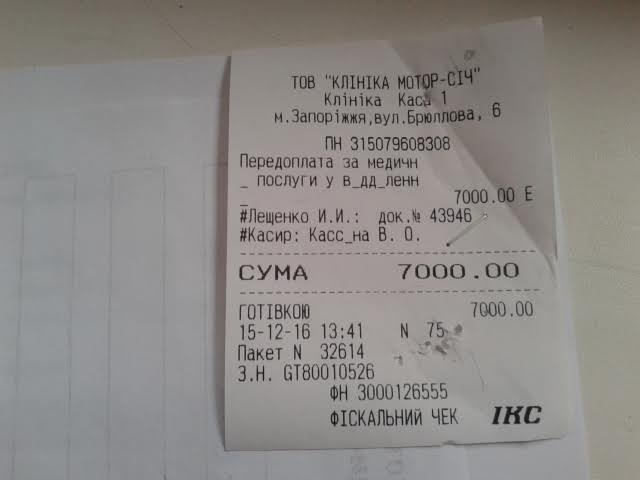 ТОВ "КЛІНІКА МОТОР-СІЧ"
Клініка Каса 1
м.Запоріжжя,вул.Брюллова, 6
ПН 315079608308
Передоплата за медичн
_ послуги у в_дд_ленн
_ 7000.00 Е
#Лещенко И.И.: док.№ 43946
#Касир: Касс_на В. О.
СУМА 7000.00
ГОТІВКОЮ 7000.00
15-12-16 13:41 N 75
Пакет N 32614
З.Н. GT80010526
ФН 3000126555
ФІСКАЛЬНИЙ ЧЕК ІКС